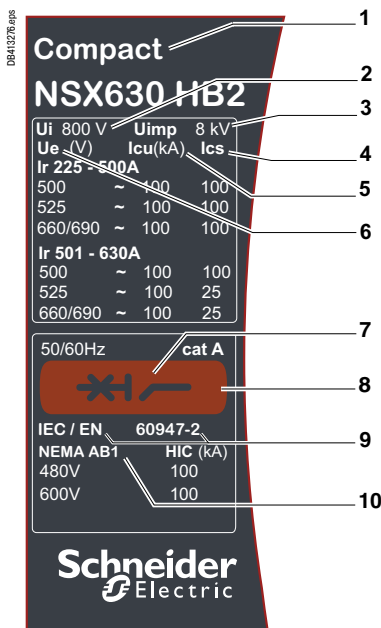 DB413276.eps
Compact 1
NSX630 HB2
2
Ui 800 V Uimp 8 kV 3
Ue (V) Icu(kA) Ics 4
Ir 225 - 500A
500 ~ 100 100 5
525 ~ 100 100
660/690 ~ 100 100 6
Ir 501 - 630A
500 ~ 100 100
525 ~ 100 25
660/690 ~ 100 25
7
50/60Hz cat A
8
IEC / EN 60947-2 9
NEMA AB1 HIC (kA)
480V 100
600V 100 10
Schneider
Electric